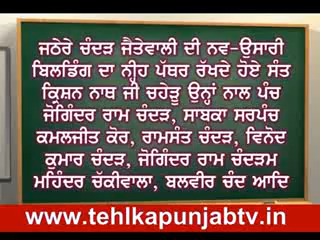 ਜਠੇਰੇ ਚੰਦੜ ਜੈਤੇਵਾਲੀ ਦੀ ਨਵ-ਉਸਾਰੀ
ਬਿਲਡਿੰਗ ਦਾ ਨੀਂਹ ਪੱਥਰ ਰੱਖਦੇ ਹੋਏ ਸੰਤ
ਕ੍ਰਿਸ਼ਨ ਨਾਥ ਜੀ ਚਹੇੜੂ ਉਨ੍ਹਾਂ ਨਾਲ ਪੰਚ
ਜੋਗਿੰਦਰ ਰਾਮ ਚੰਦੜ, ਸਾਬਕਾ ਸਰਪੰਚ
ਕਮਲਜੀਤ ਕੋਰ, ਰਾਮਸੰਤ ਚੰਦੜ, ਵਿਨੋਦ
ਕੁਮਾਰ ਚੰਦੜ, ਜੋਗਿੰਦਰ ਰਾਮ ਚੰਦੜਮ
ਮਹਿੰਦਰ ਚੱਕੀਵਾਲਾ, ਬਲਵੀਰ ਚੰਦ ਆਦਿ
www.tehlkapunjabtv.in